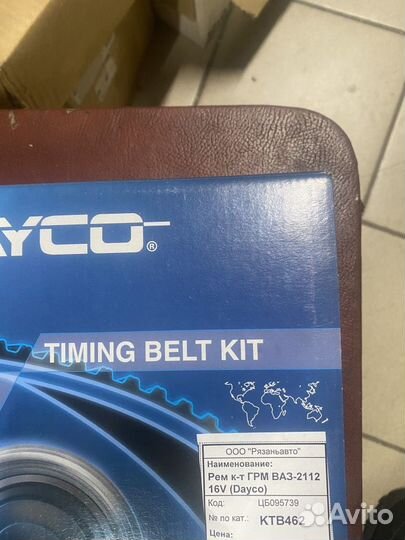 AYCO®
TIMING BELT KIT
ООО "Рязаньавто"
Наименование:
Рем к-т ГРМ ВАЗ-2112
16V (Dayco)
Код: ЦБ095739
№ по кат.: KTB462
Цена:
Avito